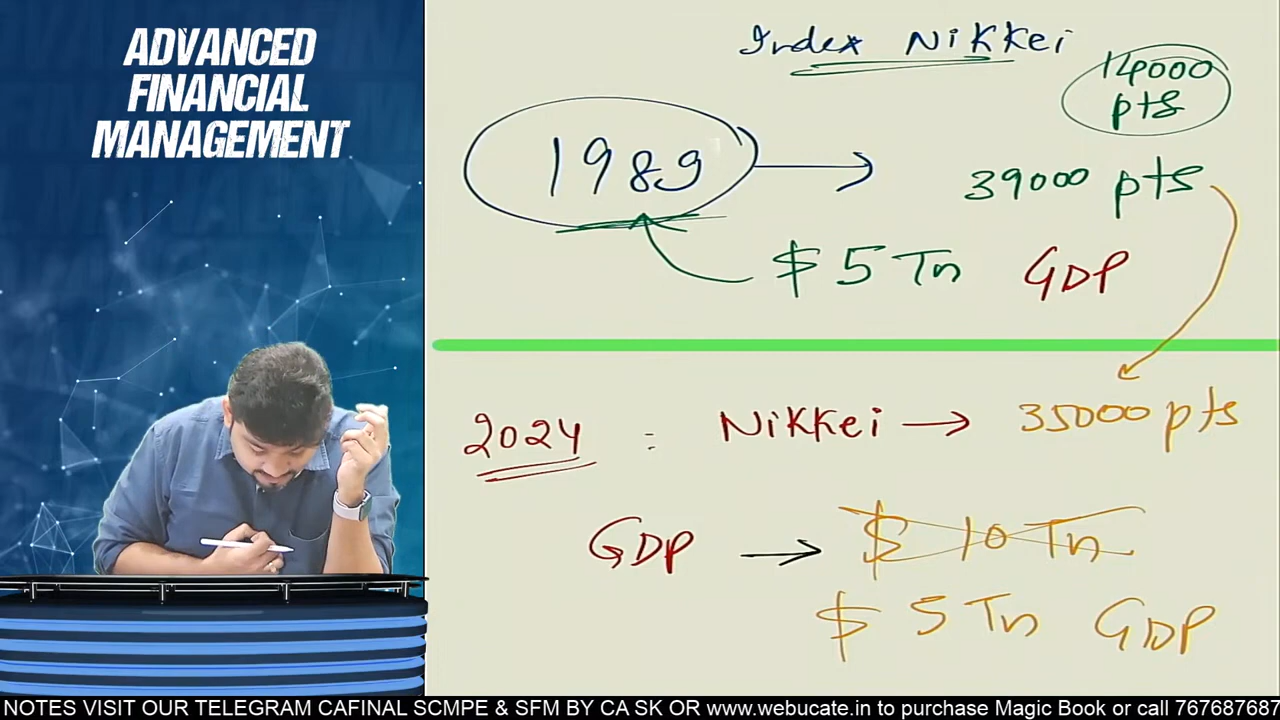 ADVANCED
FINANCIAL
MANAGEMENT
Index Nikkei
14000
pts
1989 → 39000 pts
$ 5 Tn GDP
2024 : Nikkei → 35000 pts
GDP → $ 10 Tn
$ 5 Tn GDP
NOTES VISIT OUR TELEGRAM CAFINAL SCMPE & SFM BY CA SK OR www.webucate.in to purchase Magic Book or call 767687687